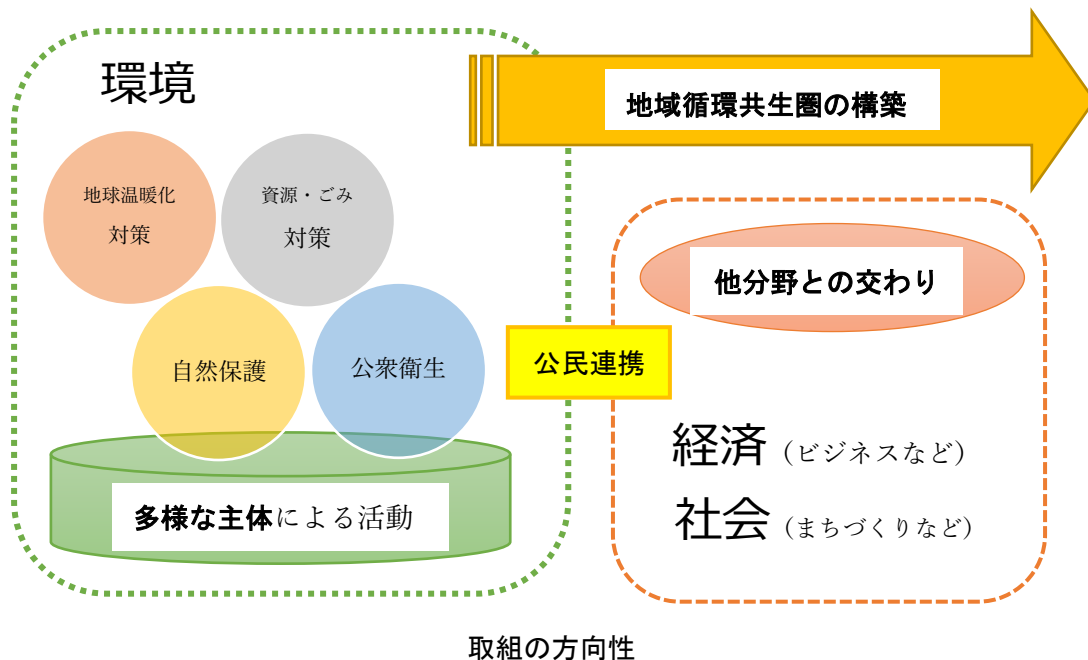 環境
地域循環共生圏の構築
地球温暖化
対策
資源・ごみ
対策
自然保護
公衆衛生
多様な主体による活動
公民連携
他分野との交わり
経済（ビジネスなど）
社会（まちづくりなど）
取組の方向性